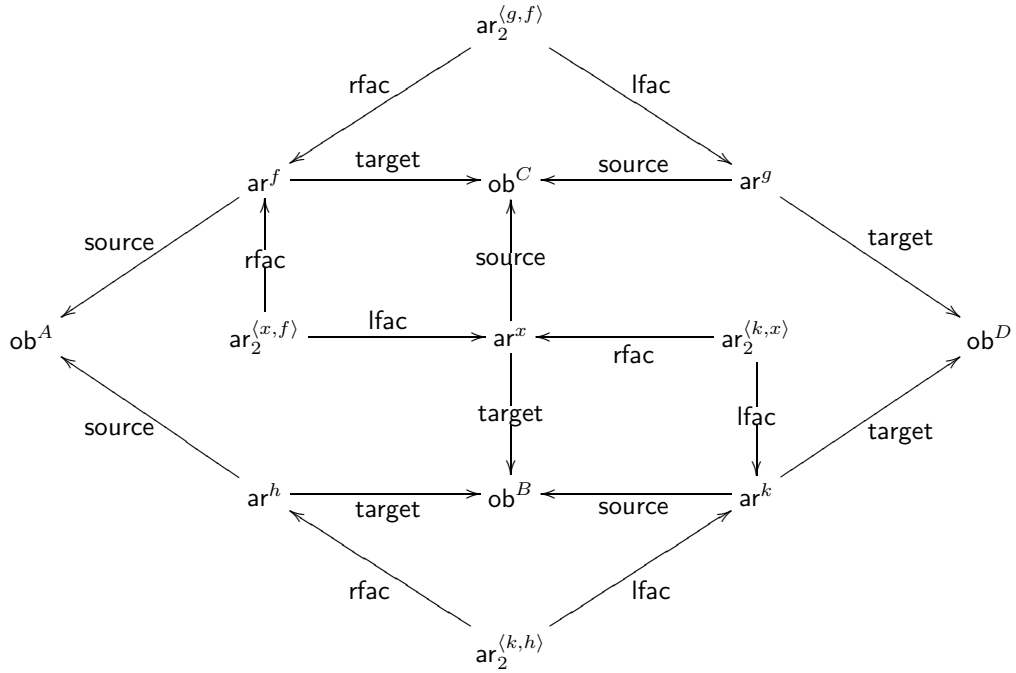 ar₂^⟨g,f⟩
rfac lfac
ar^f target ob^C source ar^g
source rfac source target
ob^A ar₂^⟨x,f⟩ lfac ar^x rfac ar₂^⟨k,x⟩ ob^D
source target lfac target
ar^h target ob^B source ar^k
rfac lfac
ar₂^⟨k,h⟩